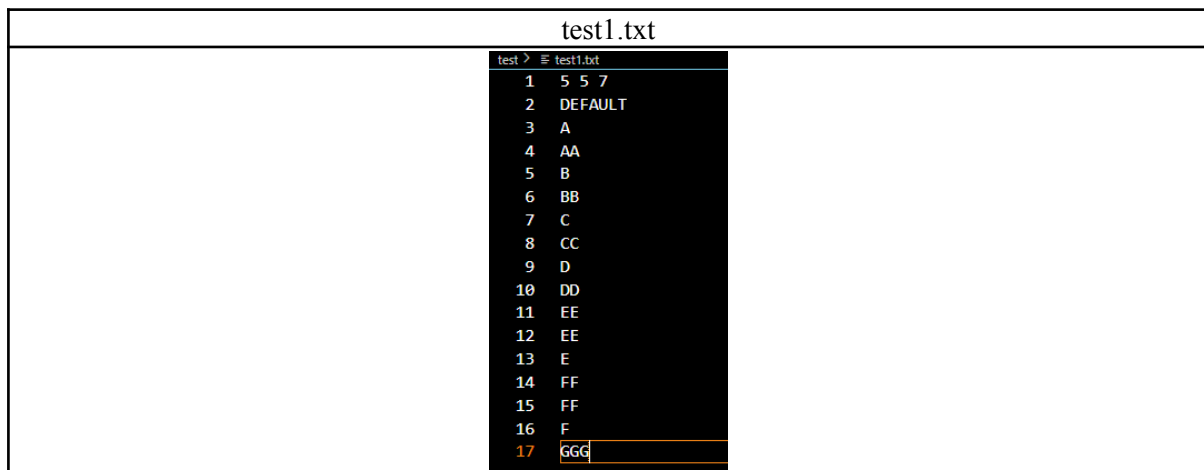 test1.txt
test > test1.txt
1 5 5 7
2 DEFAULT
3 A
4 AA
5 B
6 BB
7 C
8 CC
9 D
10 DD
11 EE
12 EE
13 E
14 FF
15 FF
16 F
17 GGG